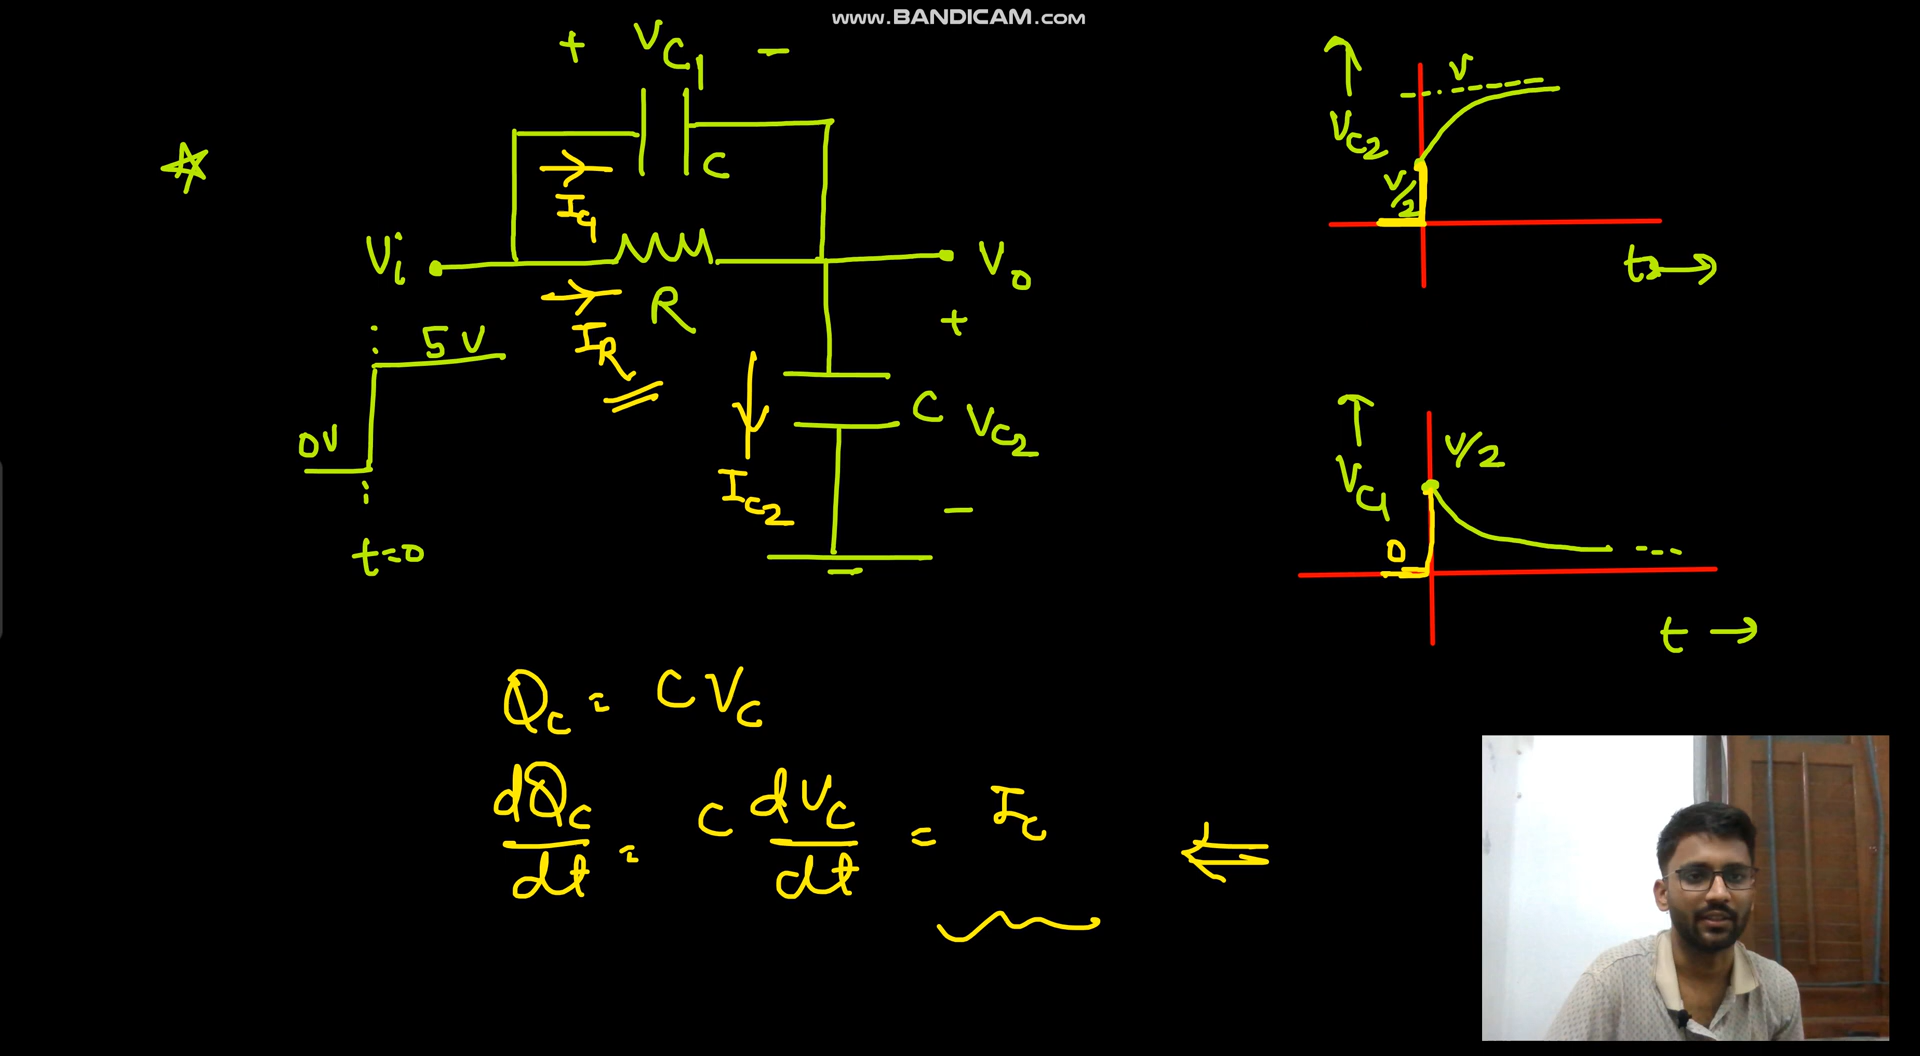 www.BANDICAM.com
+ VC1 -
C
IC1
Vi
R
Vo
IR
+
5V
0V
t=0
C VC2
IC2
-
V
VC2
V/2
t
V/2
VC1
0
t →
QC = CVC
dQC/dt = C dVC/dt = IC